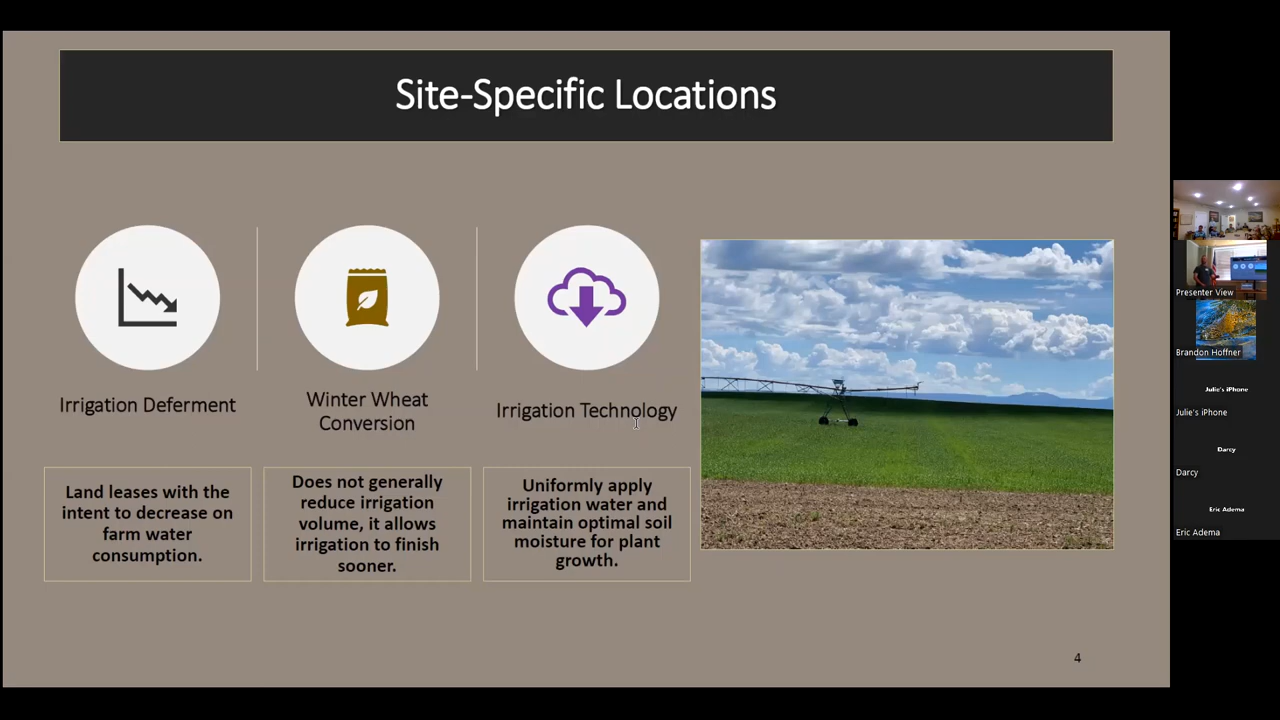 Site-Specific Locations
Irrigation Deferment
Winter Wheat
Conversion
Irrigation Technology
Land leases with the
intent to decrease on
farm water
consumption.
Does not generally
reduce irrigation
volume, it allows
irrigation to finish
sooner.
Uniformly apply
irrigation water and
maintain optimal soil
moisture for plant
growth.
4
Presenter View
Brandon Hoffner
Julie's iPhone
Julie's iPhone
Darcy
Darcy
Eric Adema
Eric Adema